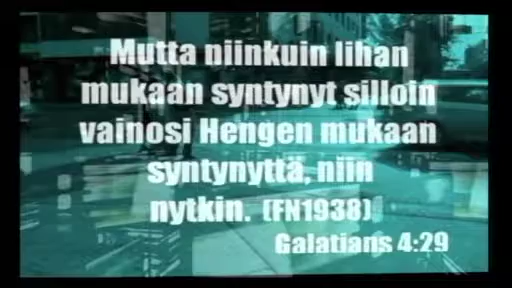 Mutta niinkuin lihan
mukaan syntynyt silloin
vainosi Hengen mukaan
syntynyttä, niin
nytkin. (FN1938)
Galatians 4:29